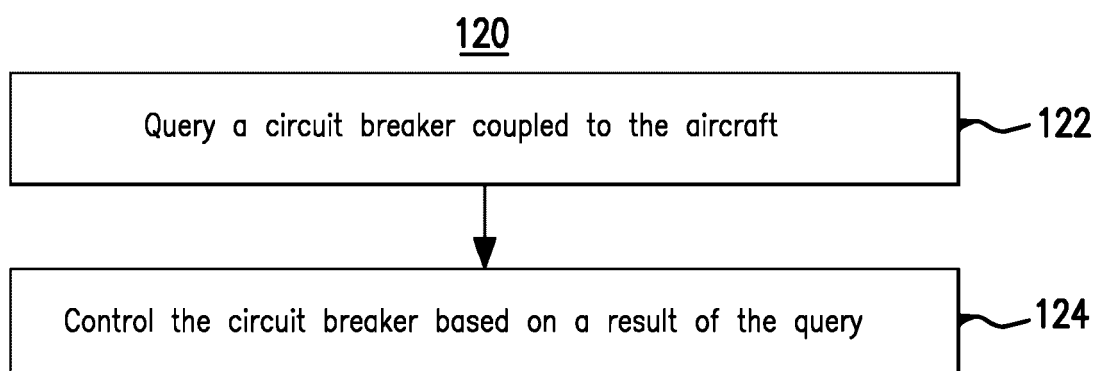 120
Query a circuit breaker coupled to the aircraft
122
Control the circuit breaker based on a result of the query
124